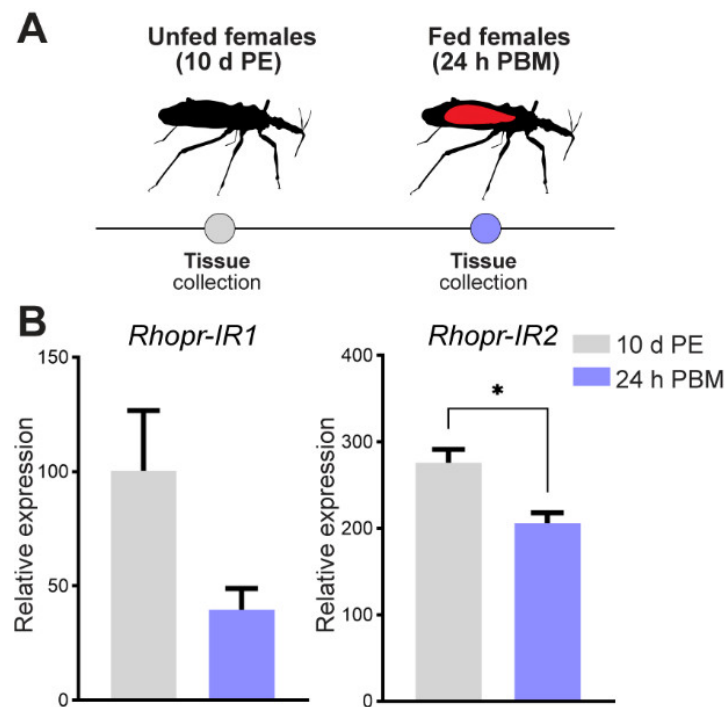 A
Unfed females
(10 d PE)
Fed females
(24 h PBM)
Tissue
collection
Tissue
collection
B
Rhopr-IR1
Rhopr-IR2
10 d PE
24 h PBM
Relative expression
150
100
50
0
Relative expression
400
300
200
100
0
*